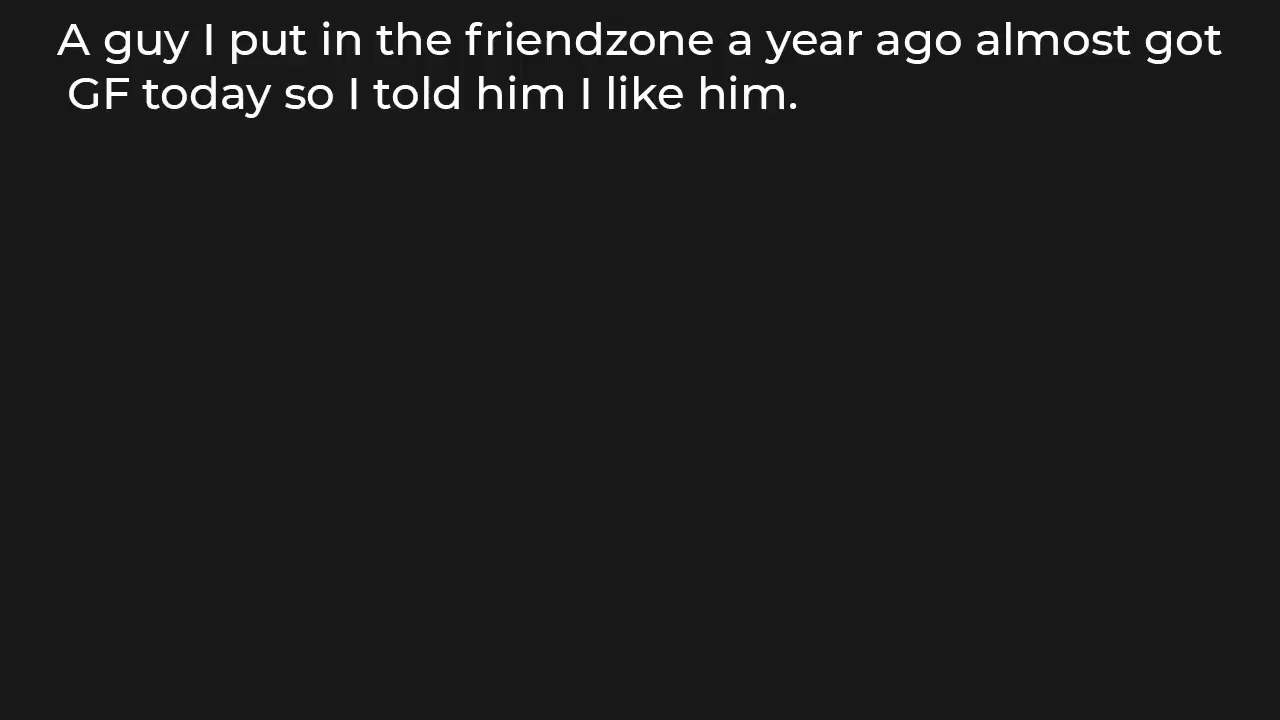 A guy I put in the friendzone a year ago almost got
GF today so I told him I like him.